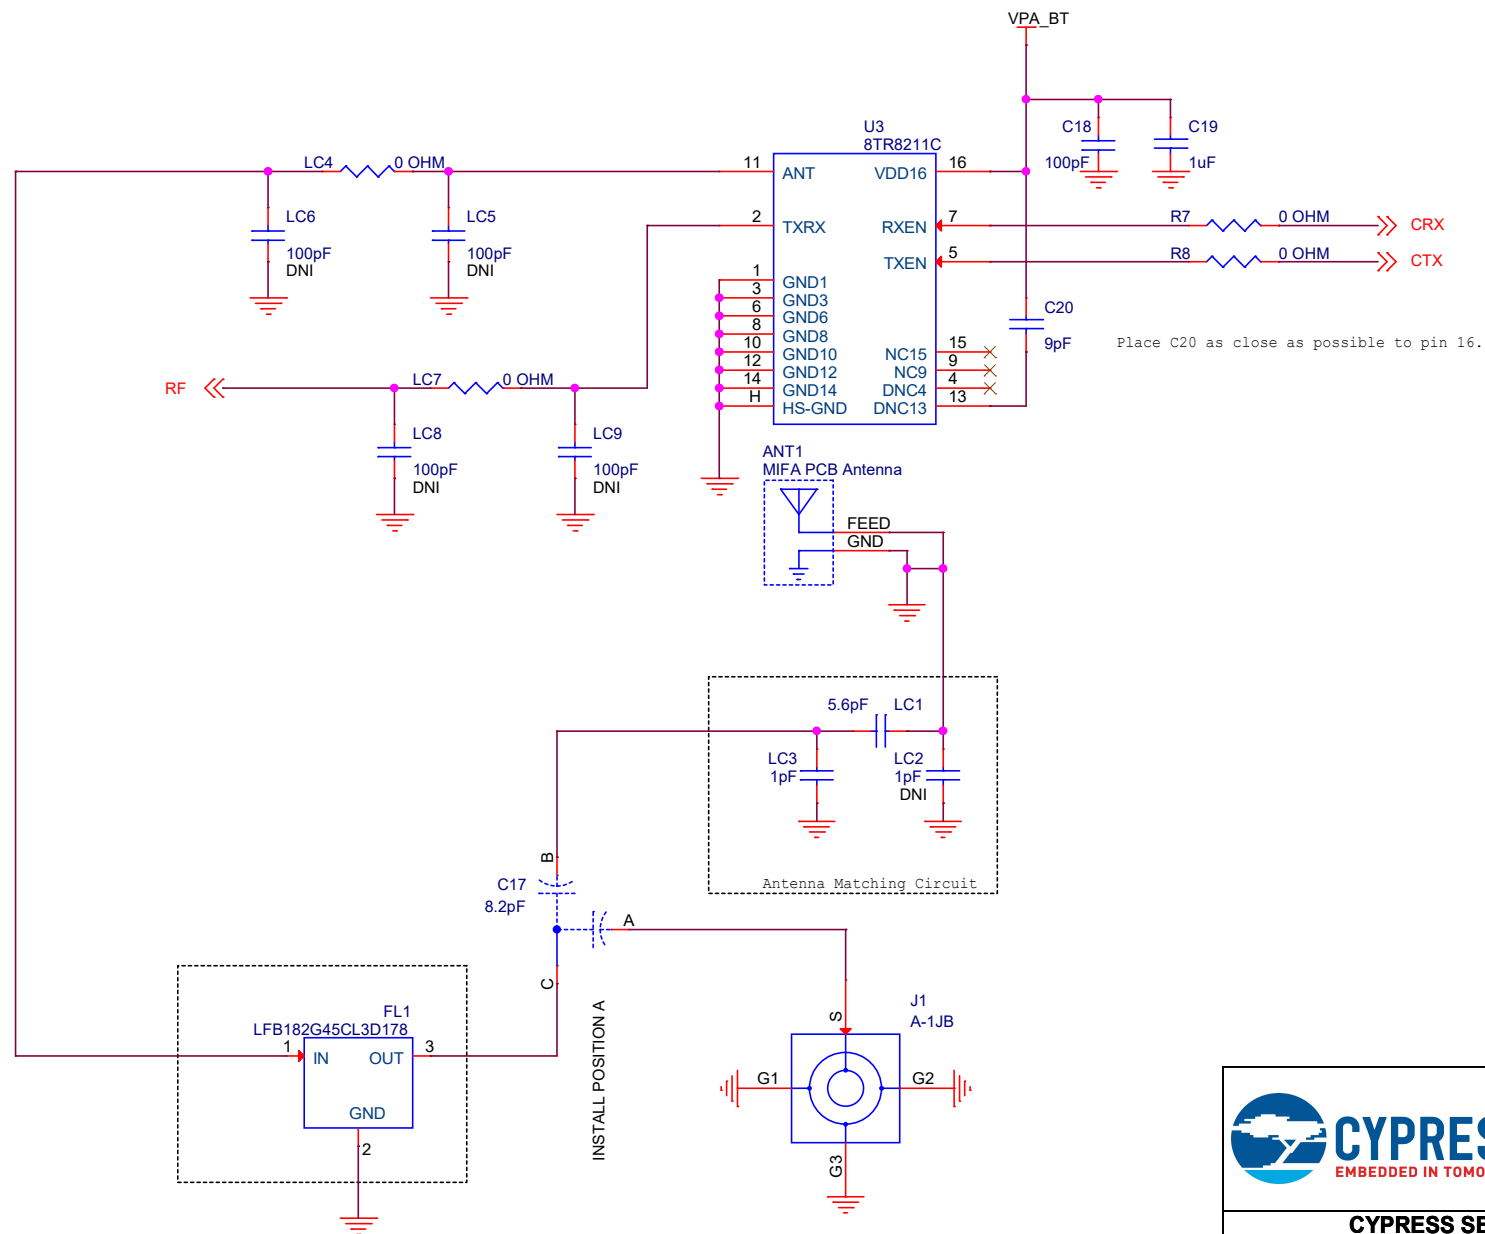 VPA_BT
U3
8TR8211C
C18
100pF
C19
1uF
LC4
0 OHM
11
ANT
VDD16
16
LC6
100pF
DNI
LC5
100pF
DNI
2
TXRX
RXEN
7
R7
0 OHM
CRX
TXEN
5
R8
0 OHM
CTX
1
GND1
3
GND3
6
GND6
8
GND8
10
GND10
12
GND12
14
GND14
H
HS-GND
NC15
15
NC9
9
DNC4
4
DNC13
13
C20
9pF
Place C20 as close as possible to pin 16.
RF
LC7
0 OHM
LC8
100pF
DNI
LC9
100pF
DNI
ANT1
MIFA PCB Antenna
FEED
GND
5.6pF
LC1
LC3
1pF
LC2
1pF
DNI
Antenna Matching Circuit
B
C17
8.2pF
A
C
INSTALL POSITION A
FL1
LFB182G45CL3D178
1
IN
OUT
3
GND
2
J1
A-1JB
S
G1
G2
G3
CYPRES
EMBEDDED IN TOMO
CYPRESS SE